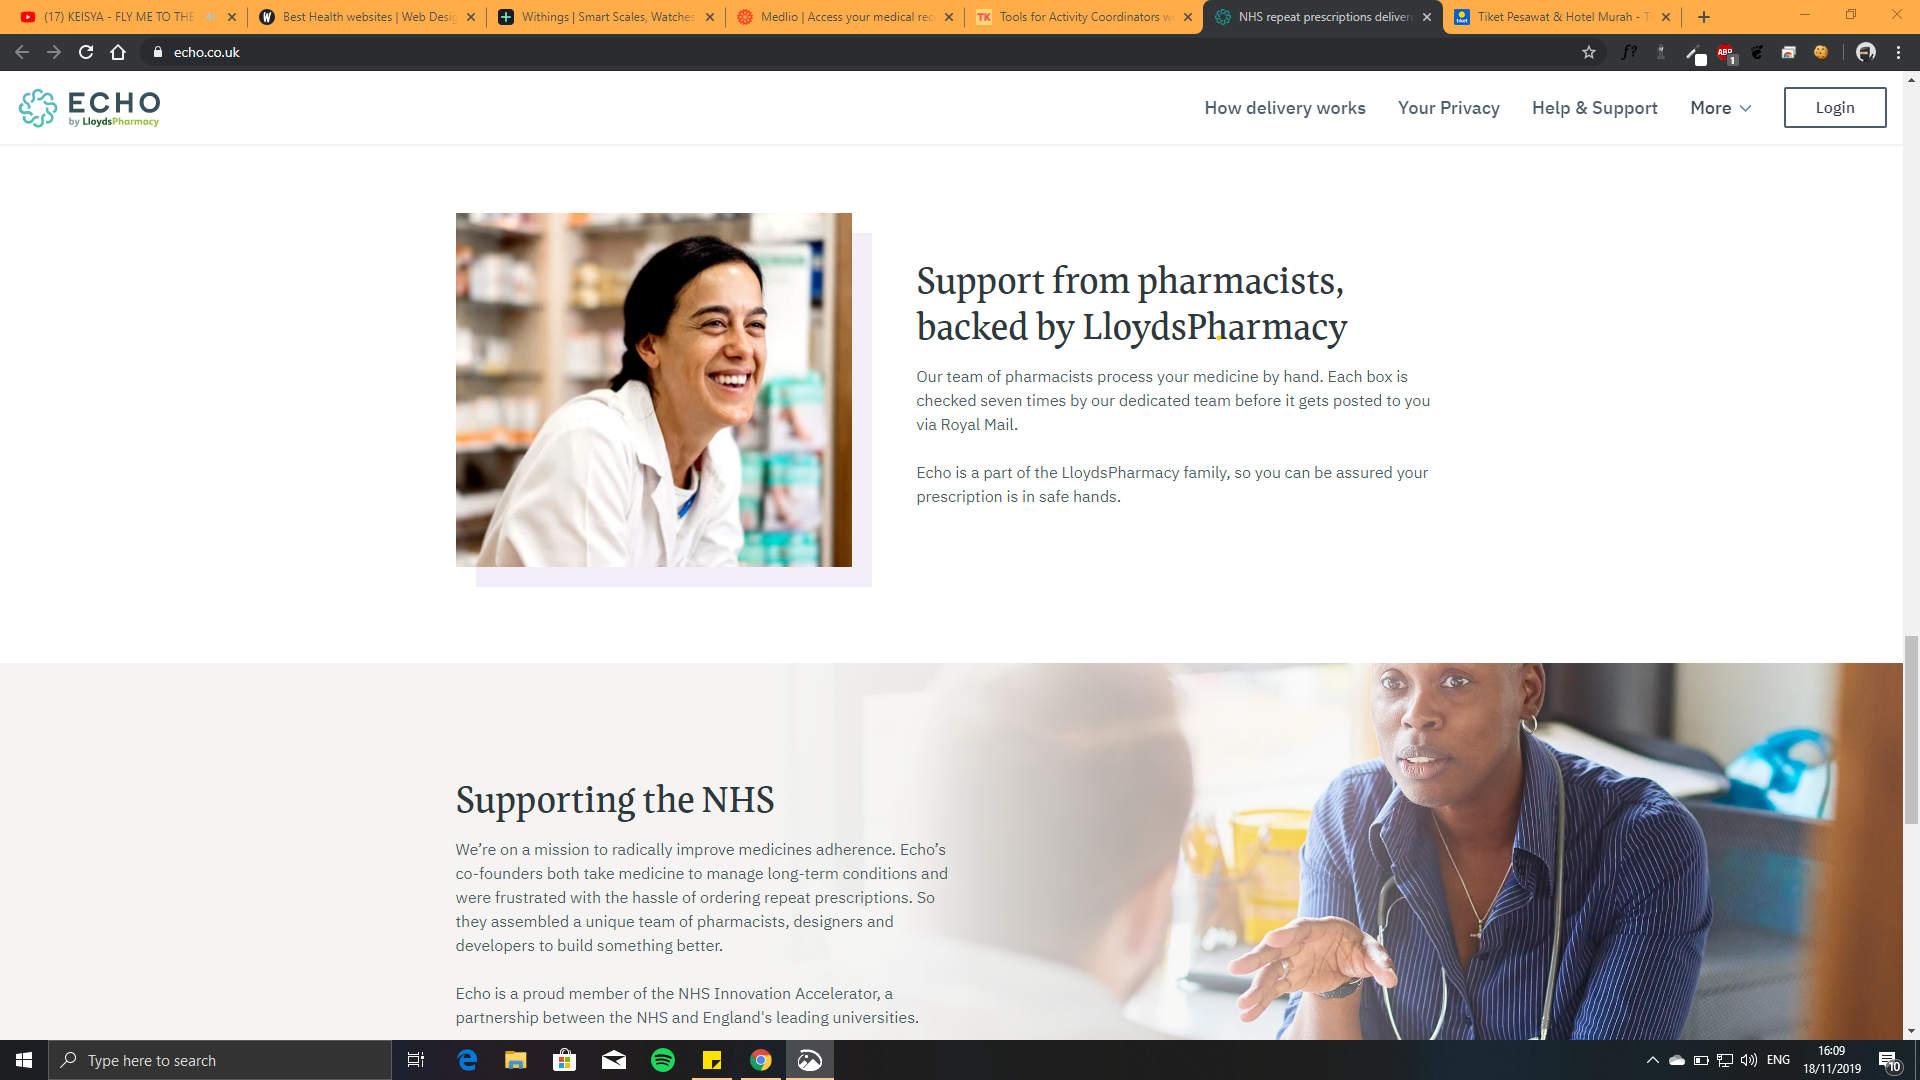 (17) KEISYA - FLY ME TO THE
Best Health websites | Web Desig
Withings | Smart Scales, Watches
Medlio | Access your medical rec
TK
Tools for Activity Coordinators w
NHS repeat prescriptions deliver
tiket
Tiket Pesawat & Hotel Murah - Ti
echo.co.uk
f?
ABP
1
ECHO
by LloydsPharmacy
How delivery works
Your Privacy
Help & Support
More
Login
Support from pharmacists,
backed by LloydsPharmacy
Our team of pharmacists process your medicine by hand. Each box is
checked seven times by our dedicated team before it gets posted to you
via Royal Mail.
Echo is a part of the LloydsPharmacy family, so you can be assured your
prescription is in safe hands.
Supporting the NHS
We’re on a mission to radically improve medicines adherence. Echo’s
co-founders both take medicine to manage long-term conditions and
were frustrated with the hassle of ordering repeat prescriptions. So
they assembled a unique team of pharmacists, designers and
developers to build something better.
Echo is a proud member of the NHS Innovation Accelerator, a
partnership between the NHS and England's leading universities.
Type here to search
ENG
16:09
18/11/2019
10